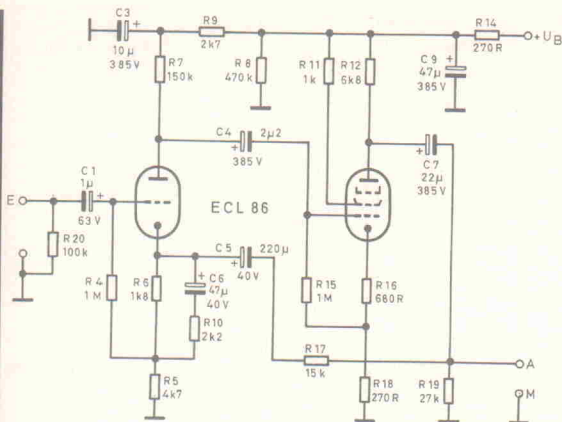 C3
10µ
385V
R9
2k7
R7
150k
R8
470k
R11
1k
R12
6k8
C9
47µ
385V
R14
270R
+UB
C4
2µ2
385V
C7
22µ
385V
C1
1µ
63V
E
R20
100k
ECL 86
C5
220µ
40V
C6
47µ
40V
R4
1M
R6
1k8
R10
2k2
R5
4k7
R15
1M
R16
680R
R17
15k
R18
270R
R19
27k
A
M